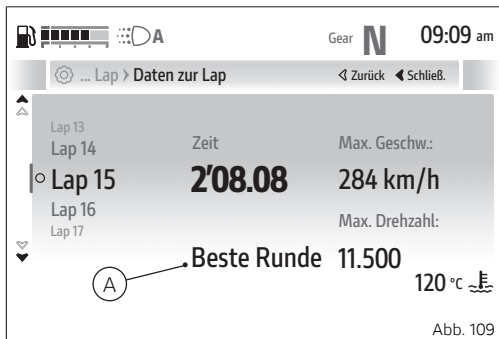 A Gear N 09:09 am
... Lap › Daten zur Lap Zurück Schließ.
Lap 13
Lap 14 Zeit Max. Geschw.:
Lap 15 2'08.08 284 km/h
Lap 16 Max. Drehzahl:
Lap 17
Beste Runde 11.500
A
120 °C
Abb. 109